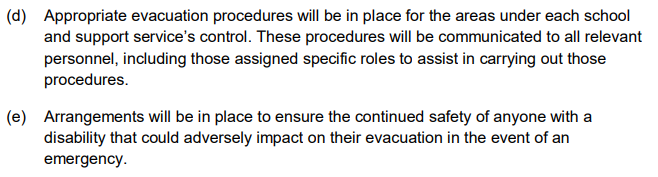 (d) Appropriate evacuation procedures will be in place for the areas under each school
and support service's control. These procedures will be communicated to all relevant
personnel, including those assigned specific roles to assist in carrying out those
procedures.
(e) Arrangements will be in place to ensure the continued safety of anyone with a
disability that could adversely impact on their evacuation in the event of an
emergency.